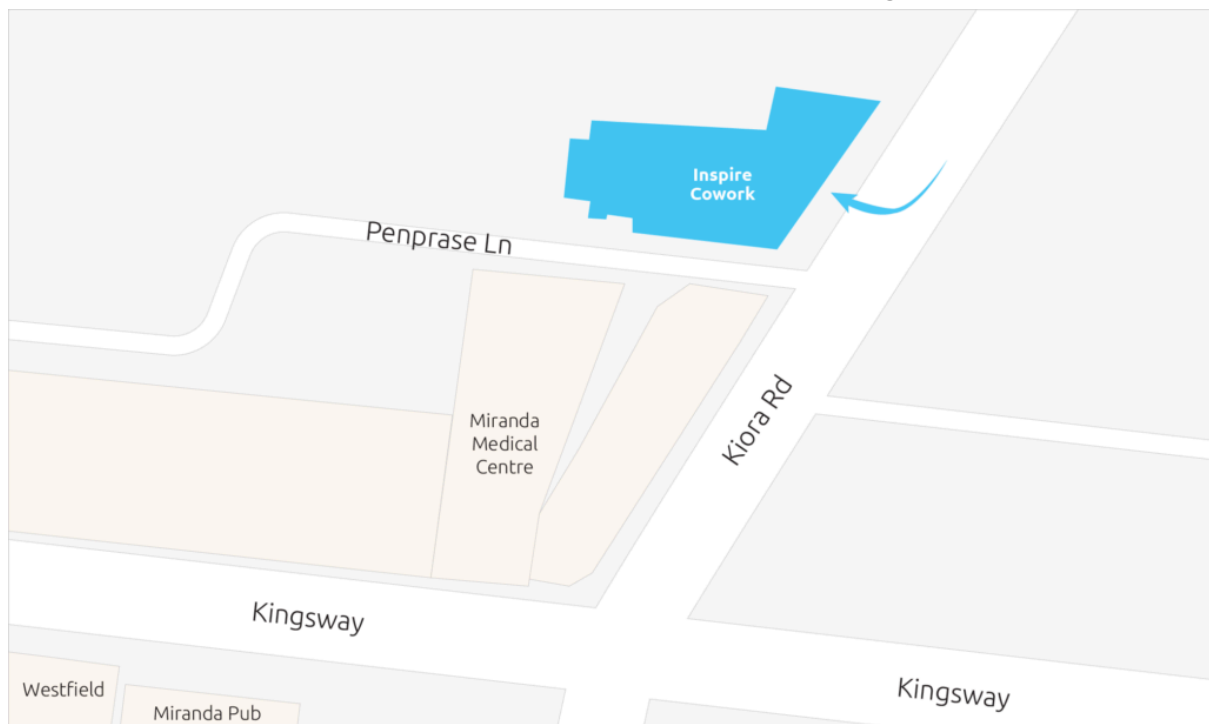 Inspire
Cowork
Penprase Ln
Kiora Rd
Miranda
Medical
Centre
Kingsway
Kingsway
Westfield
Miranda Pub